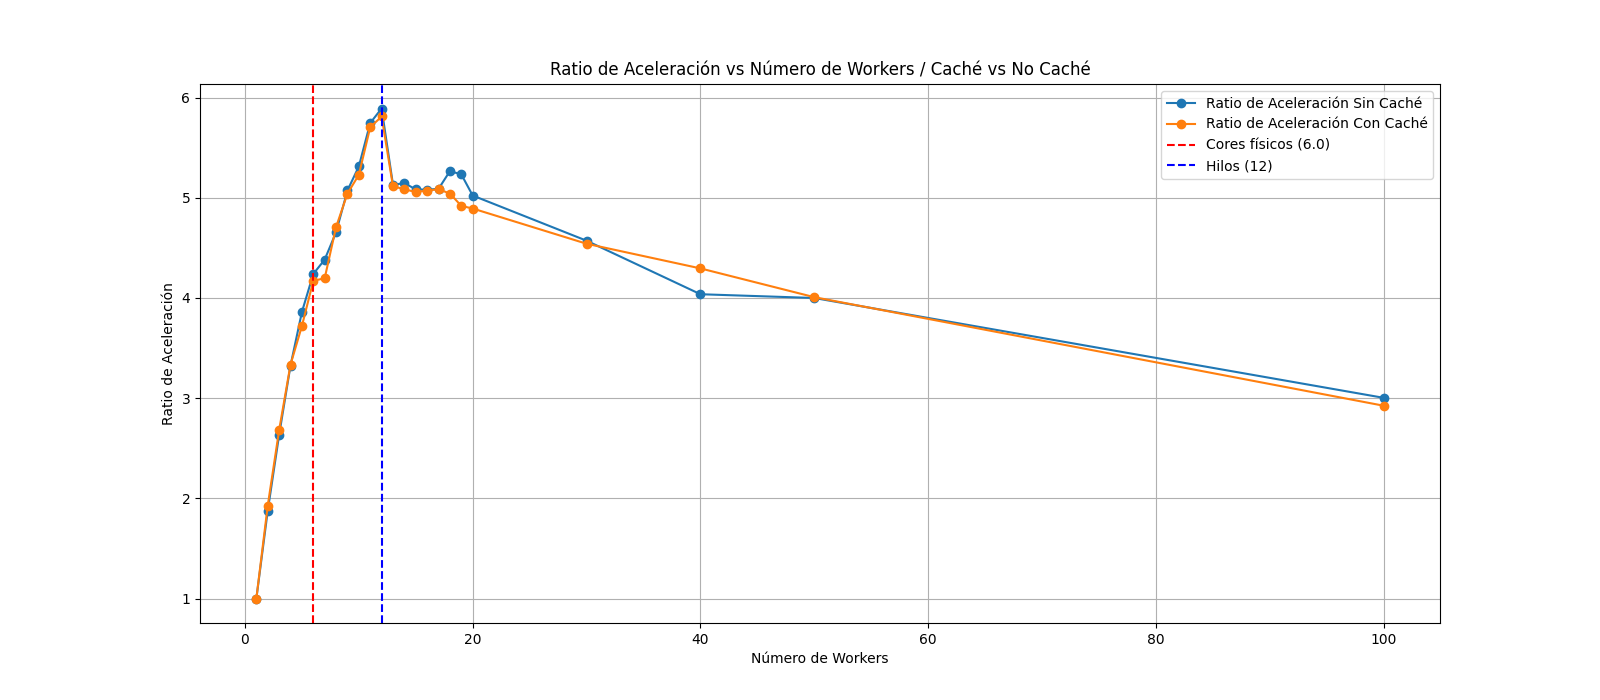 Ratio de Aceleración vs Número de Workers / Caché vs No Caché
Ratio de Aceleración Sin Caché
Ratio de Aceleración Con Caché
Cores físicos (6.0)
Hilos (12)
Ratio de Aceleración
6
5
4
3
2
1
0 20 40 60 80 100
Número de Workers